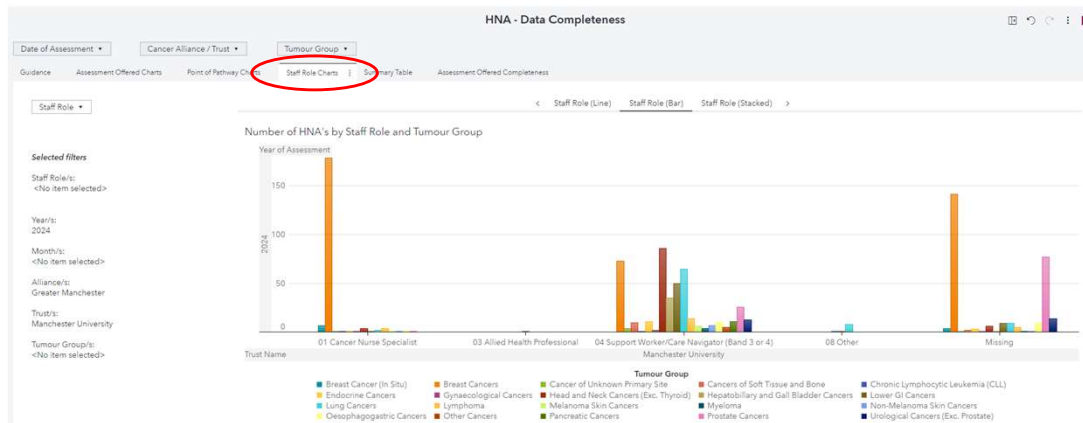 HNA - Data Completeness
Date of Assessment
Cancer Alliance / Trust
Tumour Group
Guidance
Assessment Offered Charts
Point of Pathway Charts
Staff Role Charts
Summary Table
Assessment Offered Completeness
Staff Role
Staff Role (Line)
Staff Role (Bar)
Staff Role (Stacked)
Number of HNA's by Staff Role and Tumour Group
Selected filters
Staff Role/s:
<No item selected>
Year/s:
2024
Month/s:
<No item selected>
Alliance/s:
Greater Manchester
Trust/s:
Manchester University
Tumour Group/s:
<No item selected>
Year of Assessment
2024
150
100
50
0
01 Cancer Nurse Specialist
03 Allied Health Professional
04 Support Worker/Care Navigator (Band 3 or 4)
08 Other
Missing
Trust Name
Manchester University
Tumour Group
Breast Cancer (In Situ)
Breast Cancers
Cancer of Unknown Primary Site
Cancers of Soft Tissue and Bone
Chronic Lymphocytic Leukemia (CLL)
Endocrine Cancers
Gynaecological Cancers
Head and Neck Cancers (Exc. Thyroid)
Hepatobillary and Gall Bladder Cancers
Lower GI Cancers
Lung Cancers
Lymphoma
Melanoma Skin Cancers
Myeloma
Non-Melanoma Skin Cancers
Oesophagogastric Cancers
Other Cancers
Pancreatic Cancers
Prostate Cancers
Urological Cancers (Exc. Prostate)